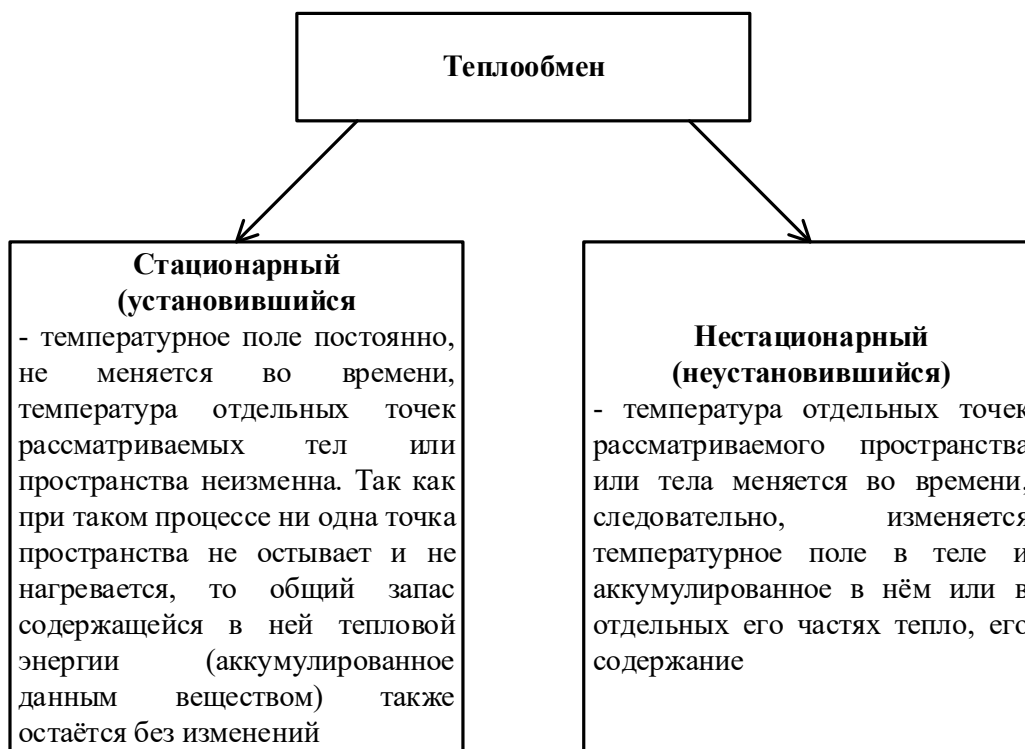 Теплообмен
Стационарный
(установившийся
- температурное поле постоянно,
не меняется во времени,
температура отдельных точек
рассматриваемых тел или
пространства неизменна. Так как
при таком процессе ни одна точка
пространства не остывает и не
нагревается, то общий запас
содержащейся в ней тепловой
энергии (аккумулированное
данным веществом) также
остаётся без изменений
Нестационарный
(неустановившийся)
- температура отдельных точек
рассматриваемого пространства
или тела меняется во времени,
следовательно, изменяется
температурное поле в теле и
аккумулированное в нём или в
отдельных его частях тепло, его
содержание